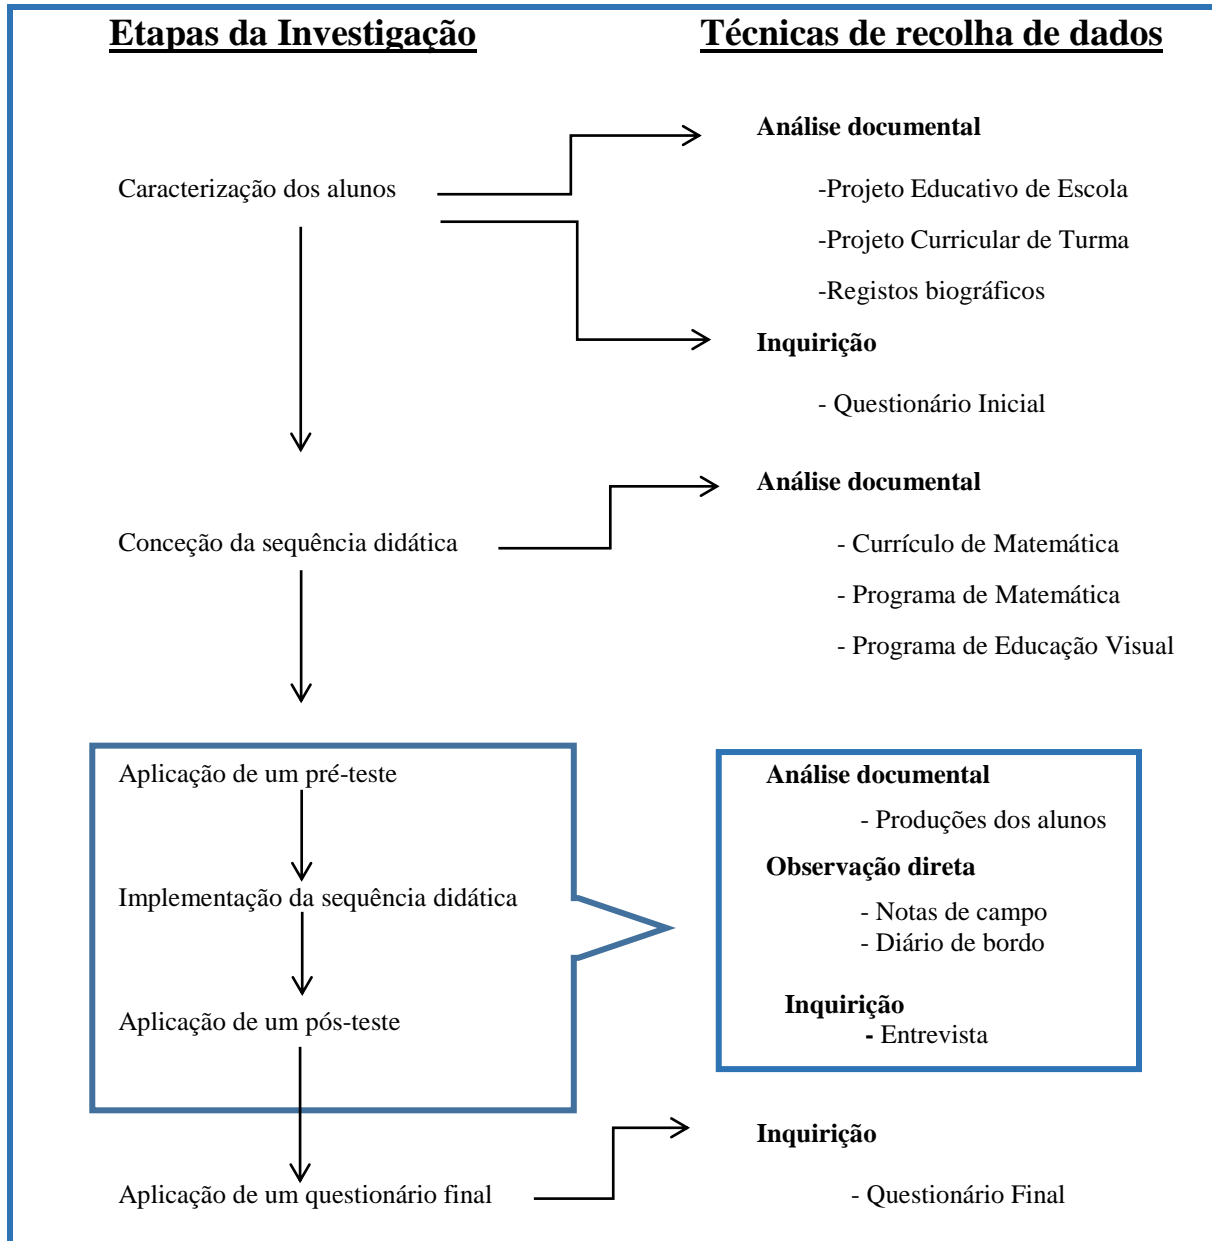 Etapas da Investigação
Técnicas de recolha de dados
Análise documental
Caracterização dos alunos
-Projeto Educativo de Escola
-Projeto Curricular de Turma
-Registos biográficos
Inquirição
- Questionário Inicial
Análise documental
Conceção da sequência didática
- Currículo de Matemática
- Programa de Matemática
- Programa de Educação Visual
Aplicação de um pré-teste
Implementação da sequência didática
Aplicação de um pós-teste
Análise documental
- Produções dos alunos
Observação direta
- Notas de campo
- Diário de bordo
Inquirição
- Entrevista
Inquirição
Aplicação de um questionário final
- Questionário Final